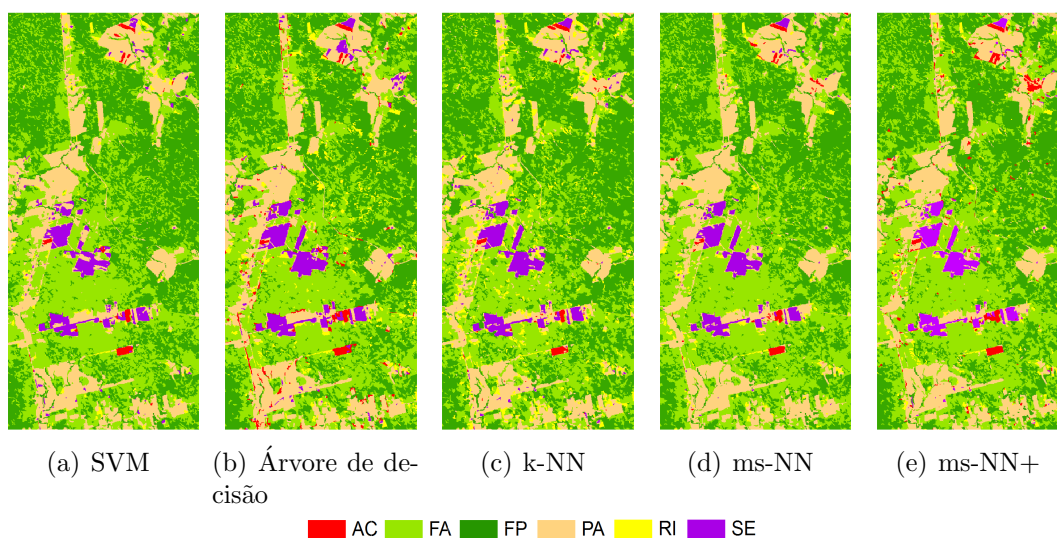 (a) SVM
(b) Árvore de de-
cisão
(c) k-NN
(d) ms-NN
(e) ms-NN+
AC FA FP PA RI SE